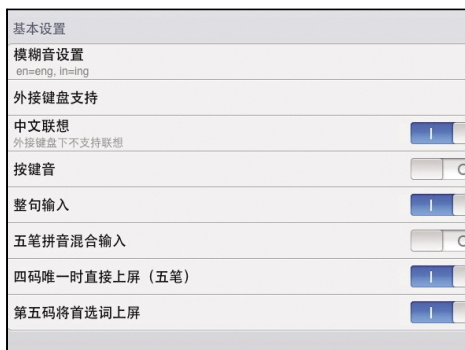 基本设置
模糊音设置
en=eng, in=ing
外接键盘支持
中文联想
外接键盘下不支持联想
按键音
整句输入
五笔拼音混合输入
四码唯一时直接上屏（五笔）
第五码将首选词上屏